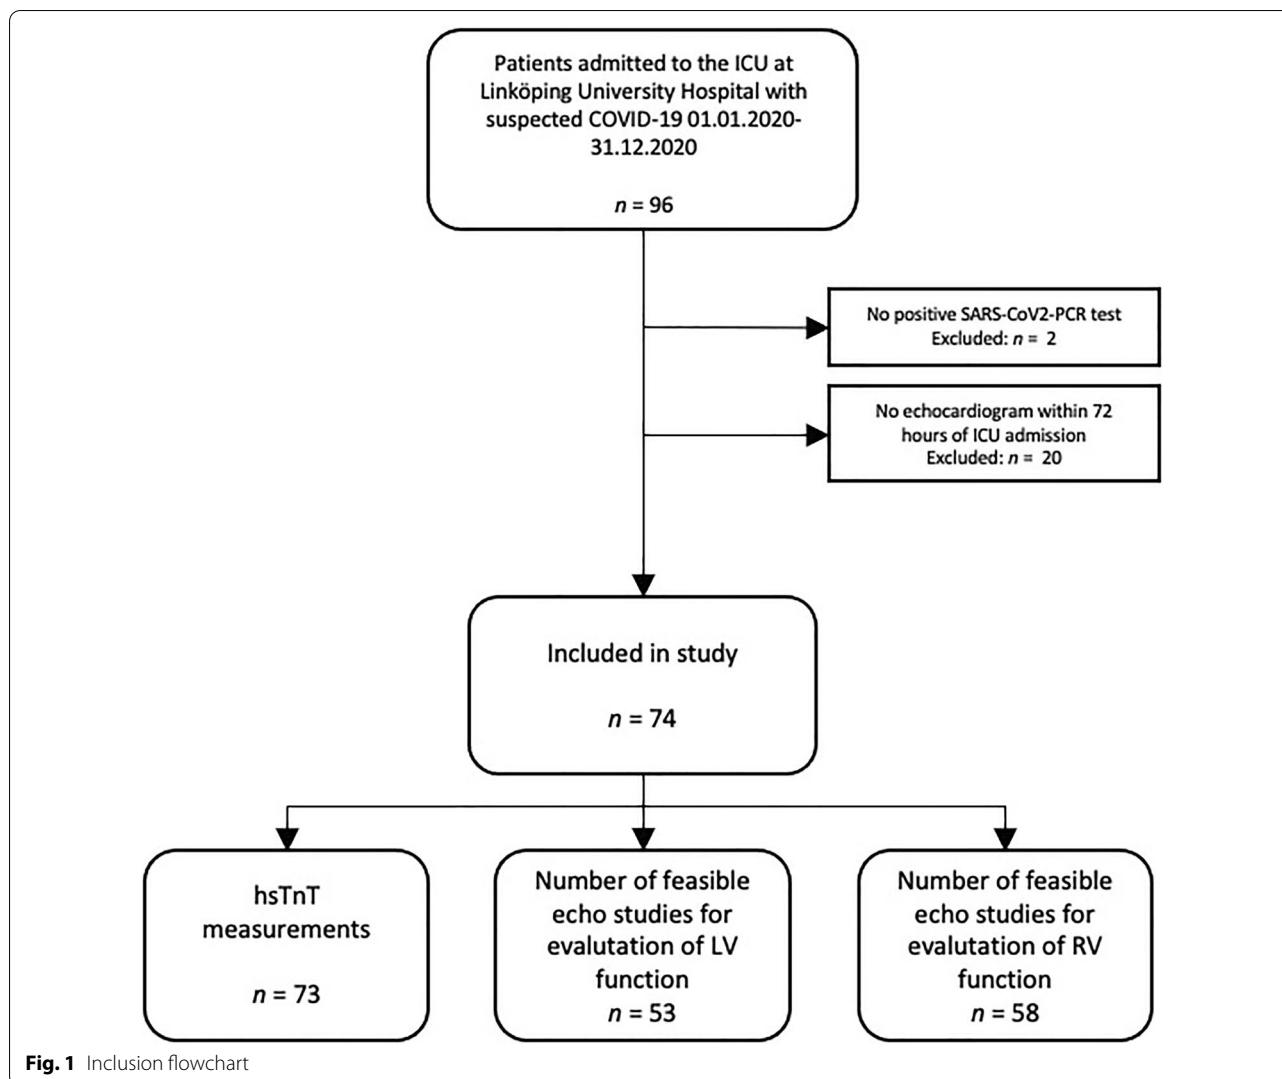 Patients admitted to the ICU at
Linköping University Hospital with
suspected COVID-19 01.01.2020-
31.12.2020
n = 96
No positive SARS-CoV2-PCR test
Excluded: n = 2
No echocardiogram within 72
hours of ICU admission
Excluded: n = 20
Included in study
n = 74
hsTnT
measurements
n = 73
Number of feasible
echo studies for
evalutation of LV
function
n = 53
Number of feasible
echo studies for
evalutation of RV
function
n = 58
Fig. 1 Inclusion flowchart